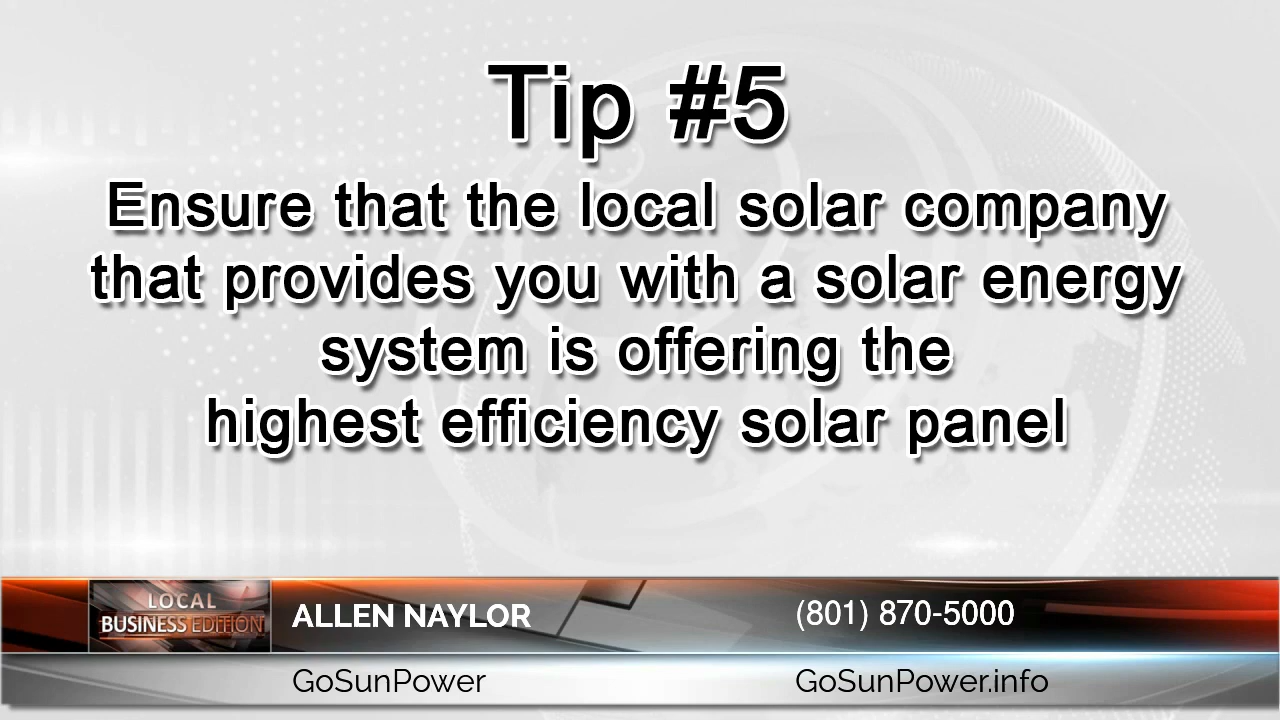 Tip #5
Ensure that the local solar company
that provides you with a solar energy
system is offering the
highest efficiency solar panel
LOCAL
BUSINESS EDITION
ALLEN NAYLOR
(801) 870-5000
GoSunPower
GoSunPower.info